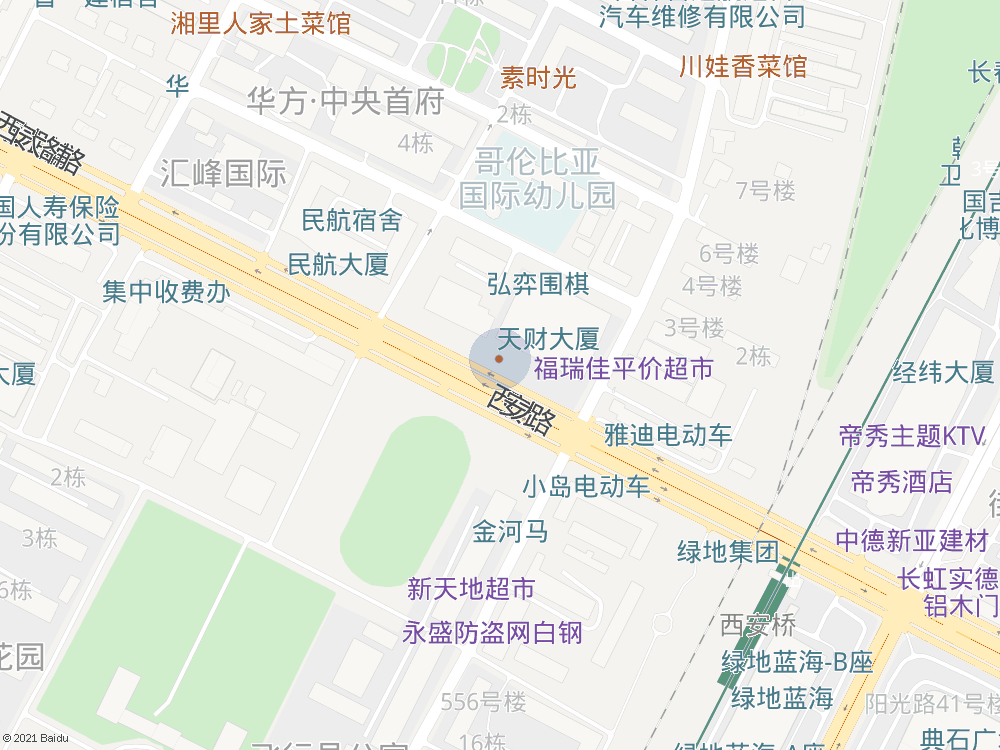 湘里人家土菜馆
汽车维修有限公司
川娃香菜馆
素时光
华
华方·中央首府
2栋
4栋
哥伦比亚
国际幼儿园
汇峰国际
7号楼
3号
卫
国人寿保险
份有限公司
民航宿舍
民航大厦
集中收费办
弘弈围棋
6号楼
4号楼
3号楼
2栋
天财大厦
福瑞佳平价超市
大厦
经纬大厦
西安路
雅迪电动车
帝秀主题KTV
帝秀酒店
小岛电动车
2栋
3栋
6栋
金河马
绿地集团
中德新亚建材
长虹实德
铝木门
新天地超市
永盛防盗网白钢
西安桥
绿地蓝海-B座
绿地蓝海
花园
556号楼
16栋
阳光路41号楼
典石广
© 2021 Baidu